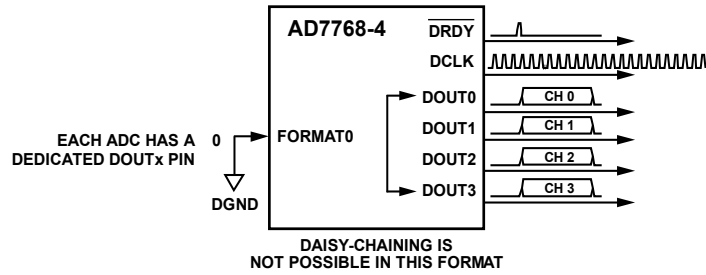 AD7768-4
DRDY
DCLK
DOUT0
CH 0
EACH ADC HAS A
DEDICATED DOUTx PIN
0
FORMAT0
DOUT1
CH 1
DOUT2
CH 2
DGND
DOUT3
CH 3
DAISY-CHAINING IS
NOT POSSIBLE IN THIS FORMAT